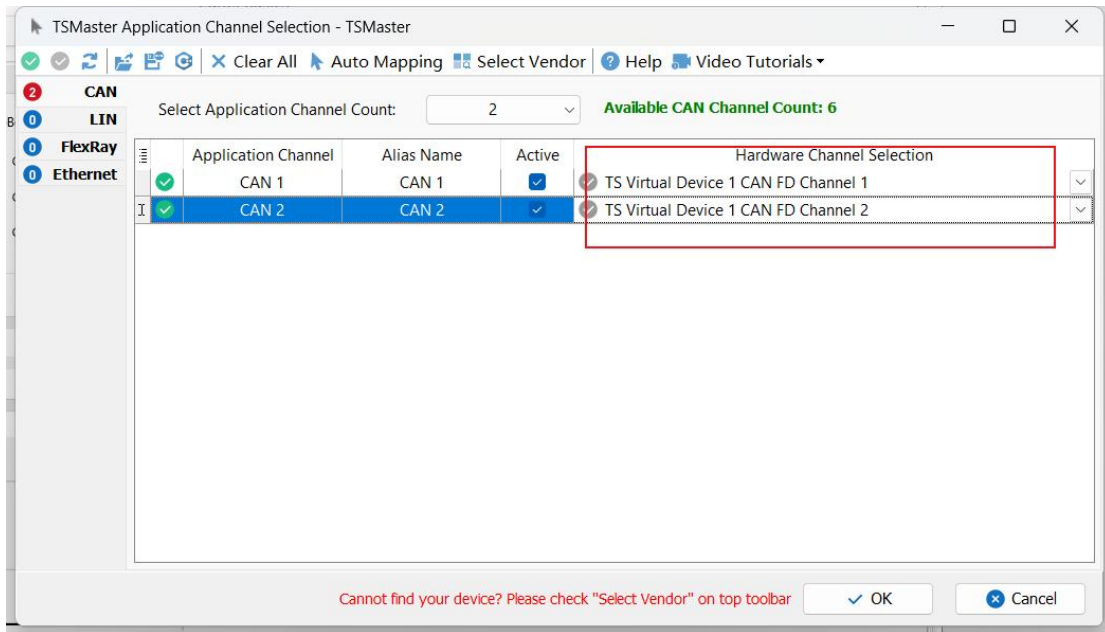 TSMaster Application Channel Selection - TSMaster
Clear All Auto Mapping Select Vendor Help Video Tutorials
2 CAN
0 LIN
0 FlexRay
0 Ethernet
Select Application Channel Count: 2 Available CAN Channel Count: 6
Application Channel Alias Name Active Hardware Channel Selection
CAN 1 CAN 1 TS Virtual Device 1 CAN FD Channel 1
CAN 2 CAN 2 TS Virtual Device 1 CAN FD Channel 2
Cannot find your device? Please check "Select Vendor" on top toolbar OK Cancel